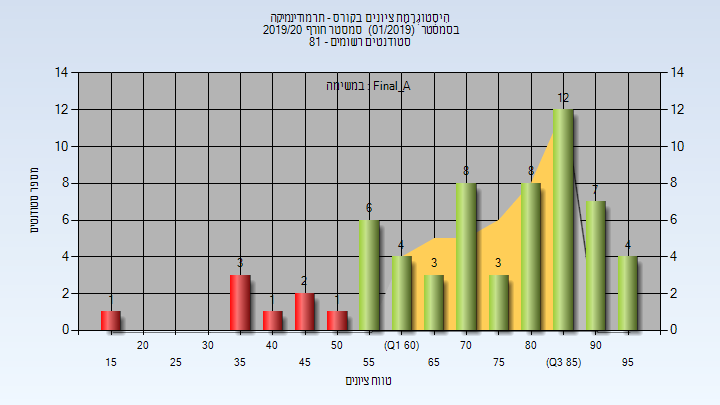 היסטוגרמת ציונים בקורס - תרמודינמיקה
בסמסטר (01/2019) סמסטר חורף 2019/20
סטודנטים רשומים - 81
במשימה : Final_A
מספר סטודנטים
14 14
12 12
10 10
8 8
6 6
4 4
2 2
0 0
1 3 1 2 1 6 4 3 8 3 8 12 7 4
20 30 40 50 (Q1 60) 70 80 90
15 25 35 45 55 65 75 (Q3 85) 95
טווח ציונים